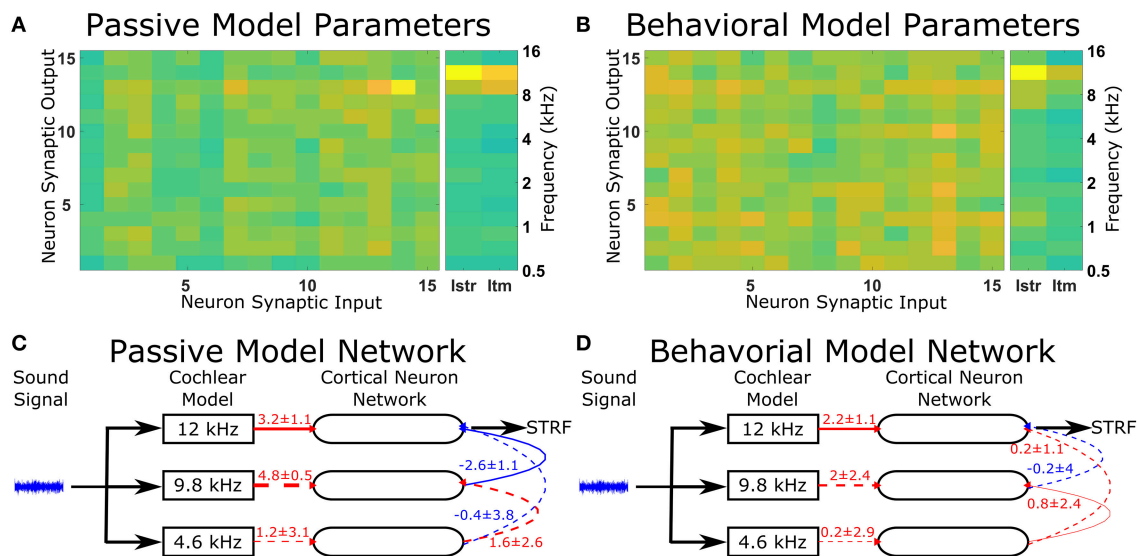 A
Passive Model Parameters
Neuron Synaptic Output
15
10
5
5
10
15
Neuron Synaptic Input
Istr
Itm
16
8
4
2
1
0.5
Frequency (kHz)
B
Behavioral Model Parameters
Neuron Synaptic Output
15
10
5
5
10
15
Neuron Synaptic Input
Istr
Itm
16
8
4
2
1
0.5
Frequency (kHz)
C
Passive Model Network
Sound
Signal
Cochlear
Model
Cortical Neuron
Network
12 kHz
3.2±1.1
STRF
-2.6±1.1
9.8 kHz
4.8±0.5
-0.4±3.8
4.6 kHz
1.2±3.1
1.6±2.6
D
Behavorial Model Network
Sound
Signal
Cochlear
Model
Cortical Neuron
Network
12 kHz
2.2±1.1
STRF
0.2±1.1
-0.2±4
9.8 kHz
2±2.4
0.8±2.4
4.6 kHz
0.2±2.9